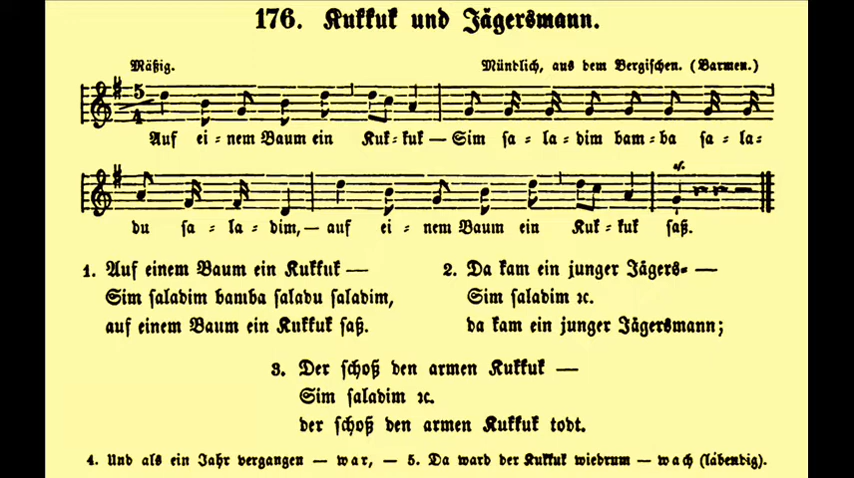 176. Kukkuk und Jägersmann.
Mäßig. Mündlich, aus dem Bergischen. (Barmen.)
Auf ei = nem Baum ein Kuk = kuk — Sim sa = la = dim bam = ba sa = la =
du sa = la = dim, — auf ei = nem Baum ein Kuk = kuk saß.
1. Auf einem Baum ein Kukkuk —
Sim saladim bamba saladu saladim,
auf einem Baum ein Kukkuk saß.
2. Da kam ein junger Jägers= —
Sim saladim ꝛc.
da kam ein junger Jägersmann;
3. Der schoß den armen Kukkuk —
Sim saladim ꝛc.
der schoß den armen Kukkuk todt.
4. Und als ein Jahr vergangen — war, — 5. Da ward der Kukkuk wiedrum — wach (läbendig).